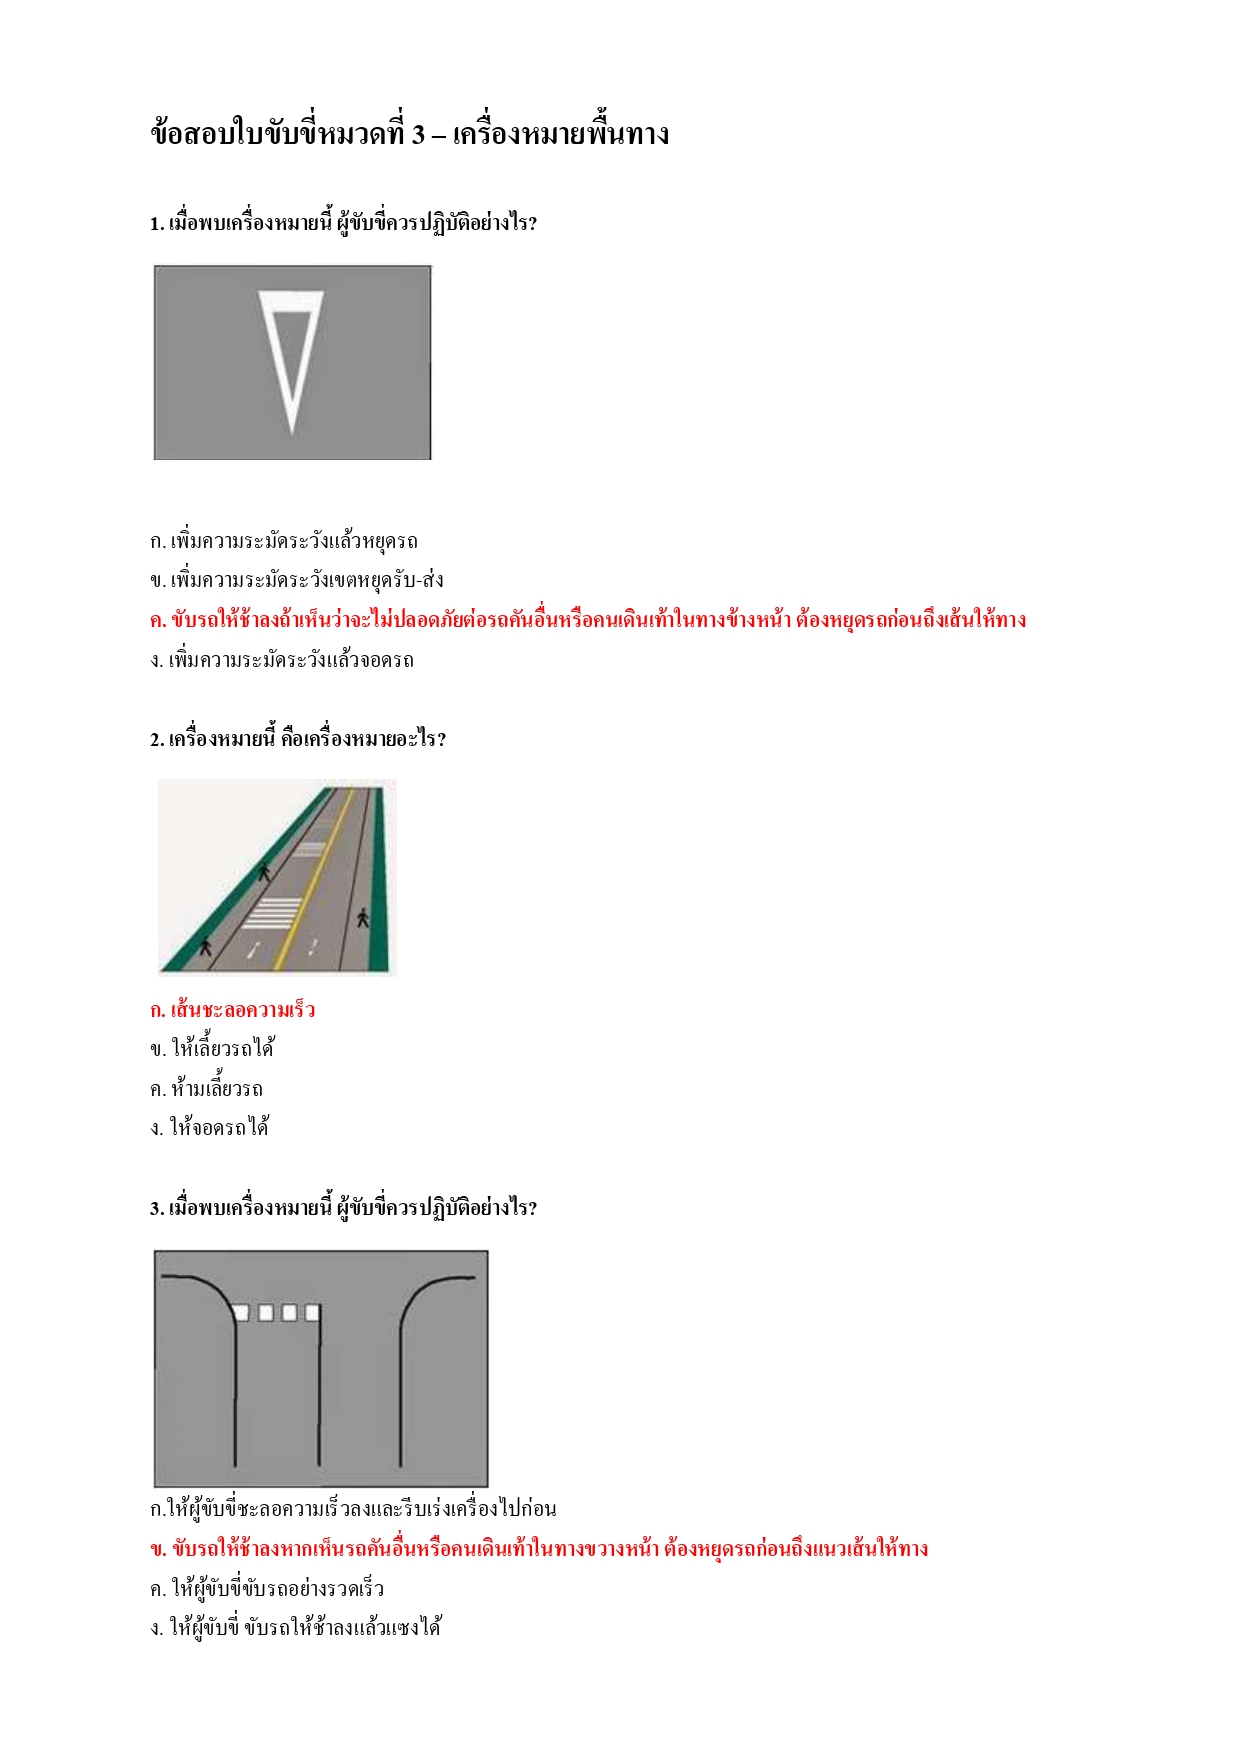 ข้อสอบใบขับขี่หมวดที่ 3 – เครื่องหมายพื้นทาง
1. เมื่อพบเครื่องหมายนี้ ผู้ขับขี่ควรปฏิบัติอย่างไร?
ก. เพิ่มความระมัดระวังแล้วหยุดรถ
ข. เพิ่มความระมัดระวังเขตหยุดรับ-ส่ง
ค. ขับรถให้ช้าลงถ้าเห็นว่าจะไม่ปลอดภัยต่อรถคันอื่นหรือคนเดินเท้าในทางข้างหน้า ต้องหยุดรถก่อนถึงเส้นให้ทาง
ง. เพิ่มความระมัดระวังแล้วจอดรถ
2. เครื่องหมายนี้ คือเครื่องหมายอะไร?
ก. เส้นชะลอความเร็ว
ข. ให้เลี้ยวรถได้
ค. ห้ามเลี้ยวรถ
ง. ให้จอดรถได้
3. เมื่อพบเครื่องหมายนี้ ผู้ขับขี่ควรปฏิบัติอย่างไร?
ก.ให้ผู้ขับขี่ชะลอความเร็วลงและรีบเร่งเครื่องไปก่อน
ข. ขับรถให้ช้าลงหากเห็นรถคันอื่นหรือคนเดินเท้าในทางขวางหน้า ต้องหยุดรถก่อนถึงแนวเส้นให้ทาง
ค. ให้ผู้ขับขี่ขับรถอย่างรวดเร็ว
ง. ให้ผู้ขับขี่ ขับรถให้ช้าลงแล้วแซงได้